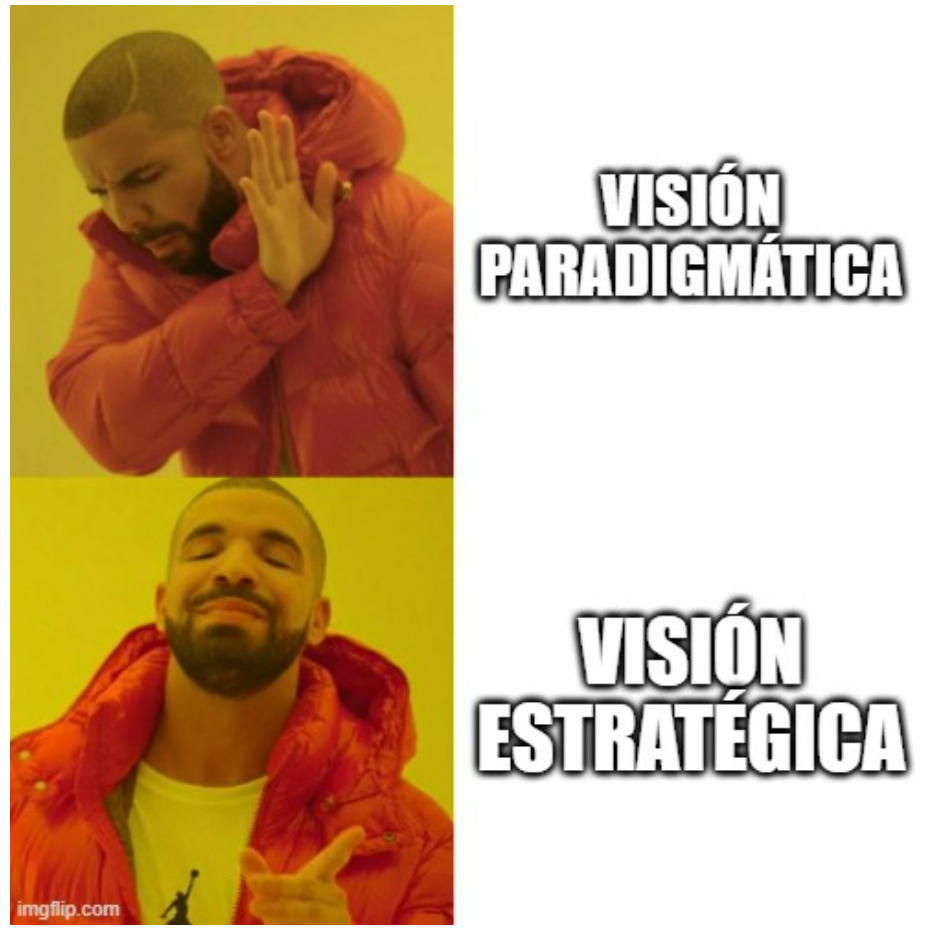 VISIÓN
PARADIGMÁTICA
VISIÓN
ESTRATÉGICA
imgflip.com